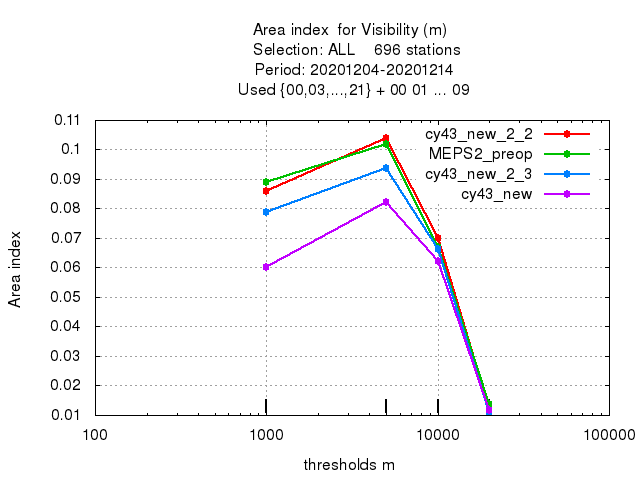 Area index  for Visibility (m)
Selection: ALL    696 stations
Period: 20201204-20201214
Used {00,03,...,21} + 00 01 ... 09
0.11
0.1
0.09
0.08
0.07
0.06
0.05
0.04
0.03
0.02
0.01
Area index
cy43_new_2_2
MEPS2_preop
cy43_new_2_3
cy43_new
100
1000
10000
100000
thresholds m